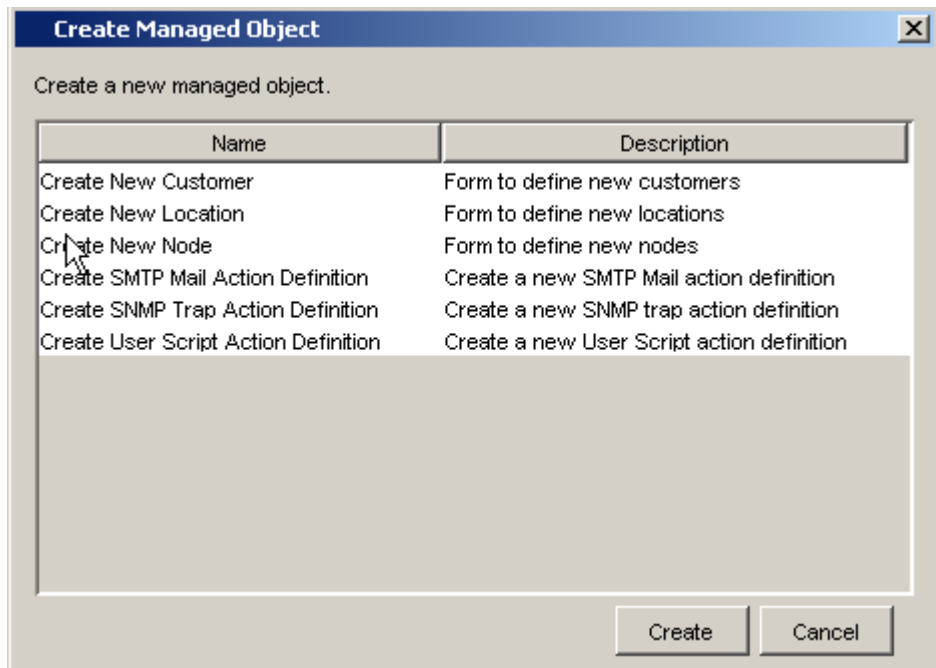 Create Managed Object
Create a new managed object.
Name Description
Create New Customer Form to define new customers
Create New Location Form to define new locations
Create New Node Form to define new nodes
Create SMTP Mail Action Definition Create a new SMTP Mail action definition
Create SNMP Trap Action Definition Create a new SNMP trap action definition
Create User Script Action Definition Create a new User Script action definition
Create Cancel